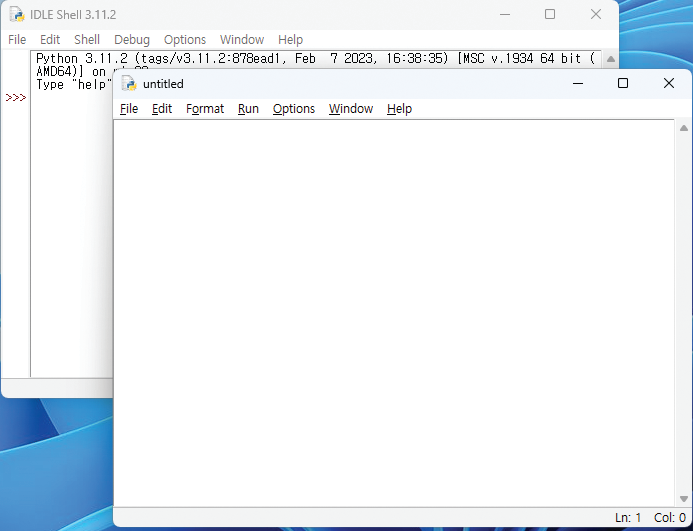 IDLE Shell 3.11.2
File Edit Shell Debug Options Window Help
Python 3.11.2 (tags/v3.11.2:878ead1, Feb  7 2023, 16:38:35) [MSC v.1934 64 bit (
AMD64)] on
Type "help"
>>>
untitled
File Edit Format Run Options Window Help
Ln: 1 Col: 0